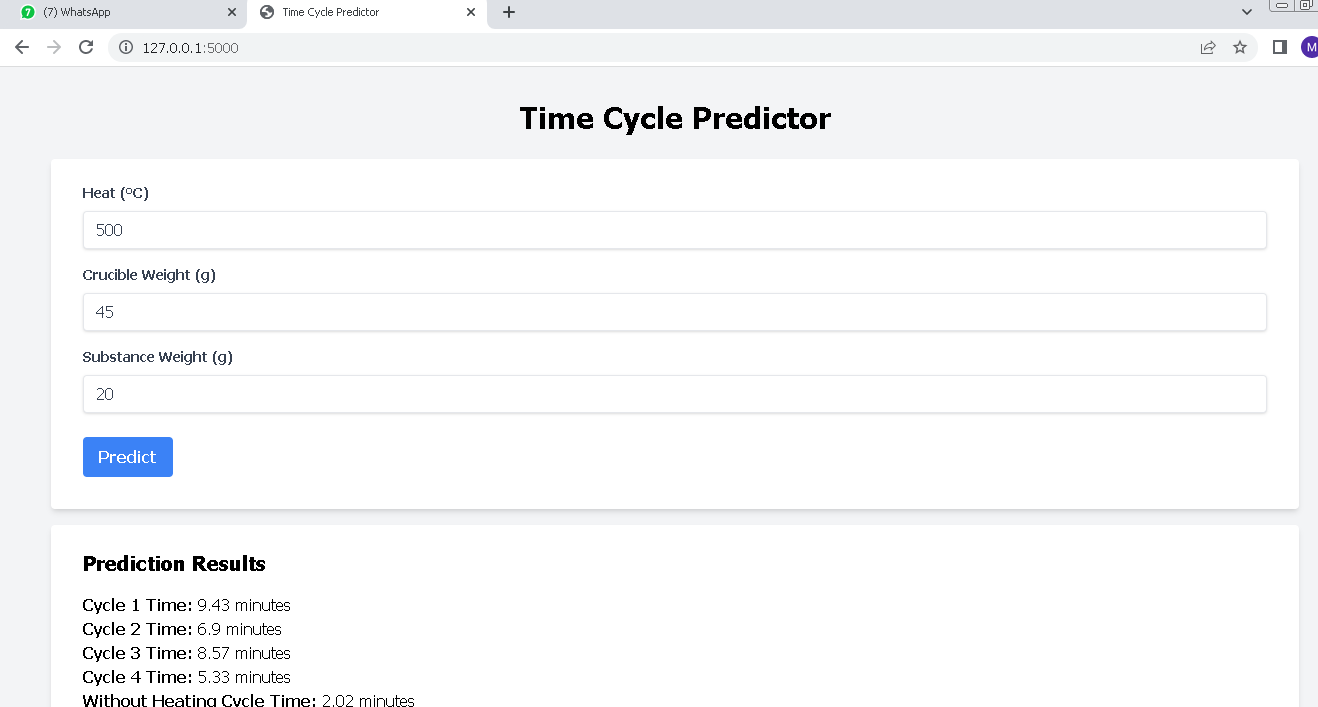 7 (7) WhatsApp
Time Cycle Predictor
127.0.0.1:5000
M
Time Cycle Predictor
Heat (°C)
500
Crucible Weight (g)
45
Substance Weight (g)
20
Predict
Prediction Results
Cycle 1 Time: 9.43 minutes
Cycle 2 Time: 6.9 minutes
Cycle 3 Time: 8.57 minutes
Cycle 4 Time: 5.33 minutes
Without Heating Cycle Time: 2.02 minutes